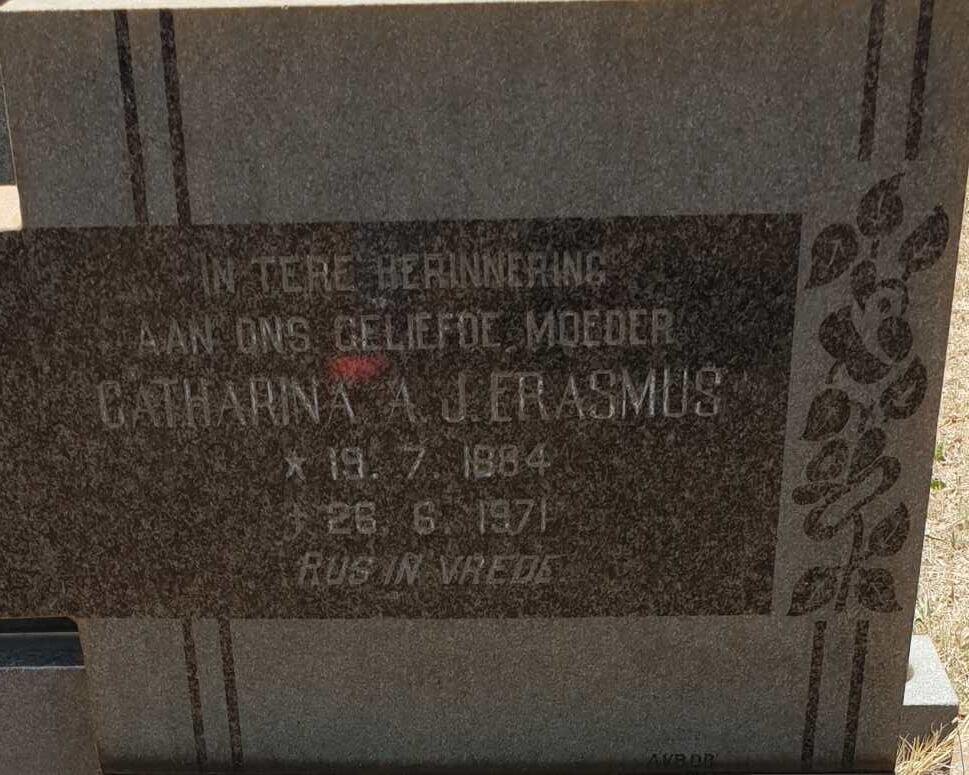 IN TERE HERINNERING
AAN ONS GELIEFDE MOEDER
CATHARINA A. J. ERASMUS
* 19. 7. 1884
† 26. 6. 1971
RUS IN VREDE